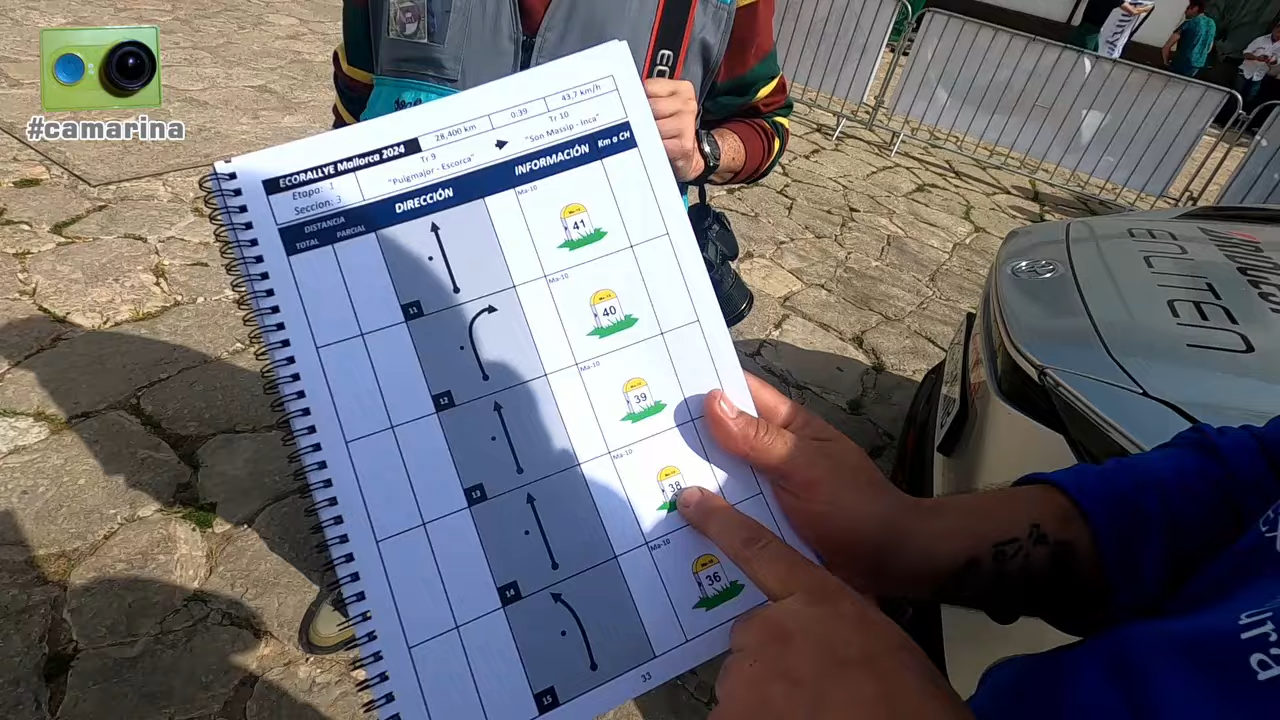 #camarina
ECORALLYE Mallorca 2024
28,400 km
0:39
43,7 km/h
Etapa: 1
Seccion: 3
Tr 9
"Puigmajor - Escorca"
Tr 10
"Son Massip - Inca"
DISTANCIA
TOTAL PARCIAL
DIRECCIÓN
INFORMACIÓN
Km a CH
11
Ma-10
41
12
Ma-10
40
13
Ma-10
39
14
Ma-10
38
15
Ma-10
36
33
ENLITEN